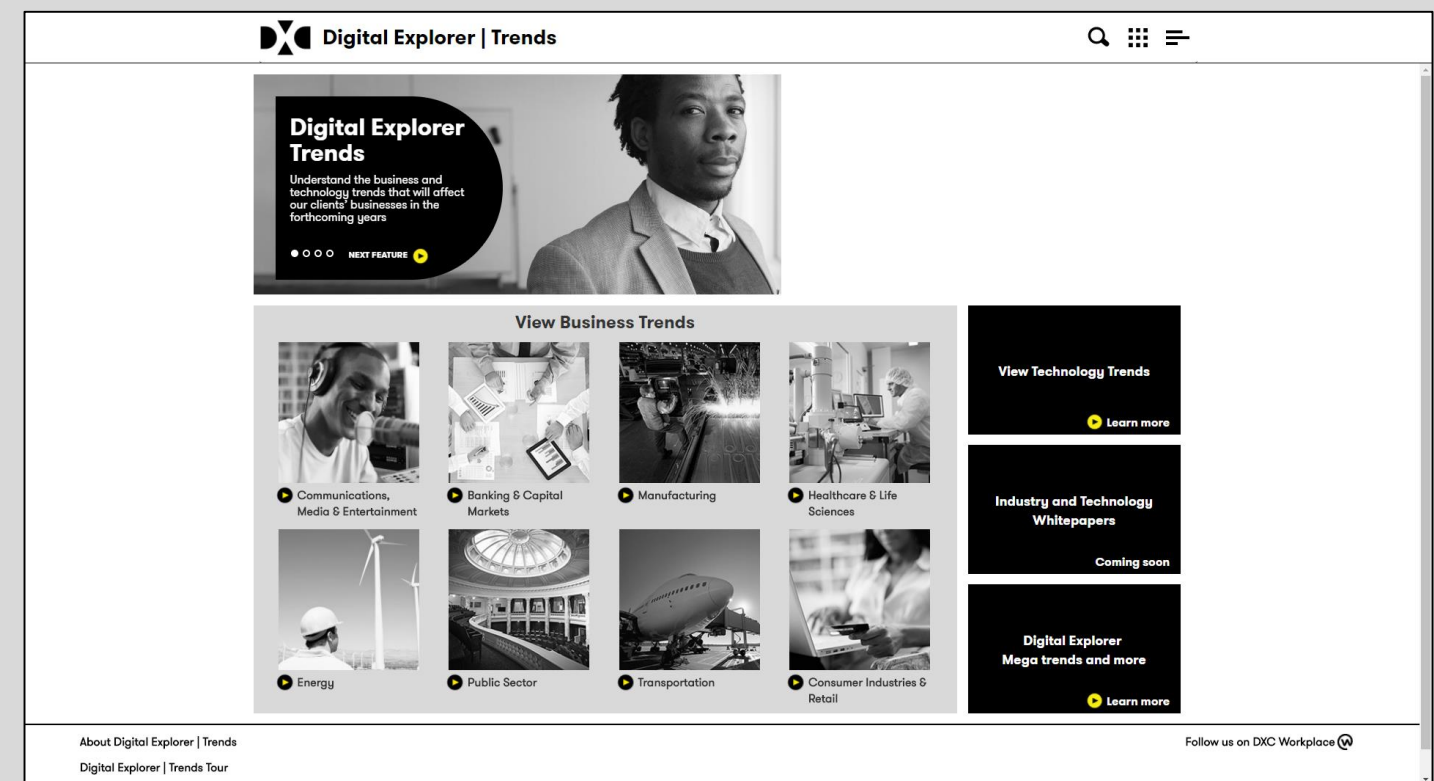 DXC Digital Explorer | Trends
Digital Explorer
Trends
Understand the business and
technology trends that will affect
our clients' businesses in the
forthcoming years
NEXT FEATURE
View Business Trends
Communications,
Media & Entertainment
Banking & Capital
Markets
Manufacturing
Healthcare & Life
Sciences
Energy
Public Sector
Transportation
Consumer Industries &
Retail
View Technology Trends
Learn more
Industry and Technology
Whitepapers
Coming soon
Digital Explorer
Mega trends and more
Learn more
About Digital Explorer | Trends
Digital Explorer | Trends Tour
Follow us on DXC Workplace